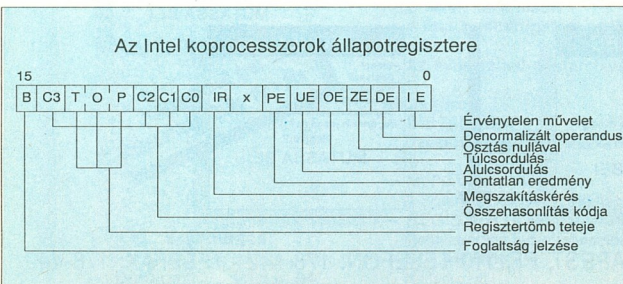 Az Intel koprocesszorok állapotregisztere
15 0
B C3 T O P C2 C1 C0 IR x PE UE OE ZE DE I E
Érvénytelen művelet
Denormalizált operandus
Osztás nullával
Túlcsordulás
Alulcsordulás
Pontatlan eredmény
Megszakításkérés
Összehasonlítás kódja
Regisztertömb teteje
Foglaltság jelzése